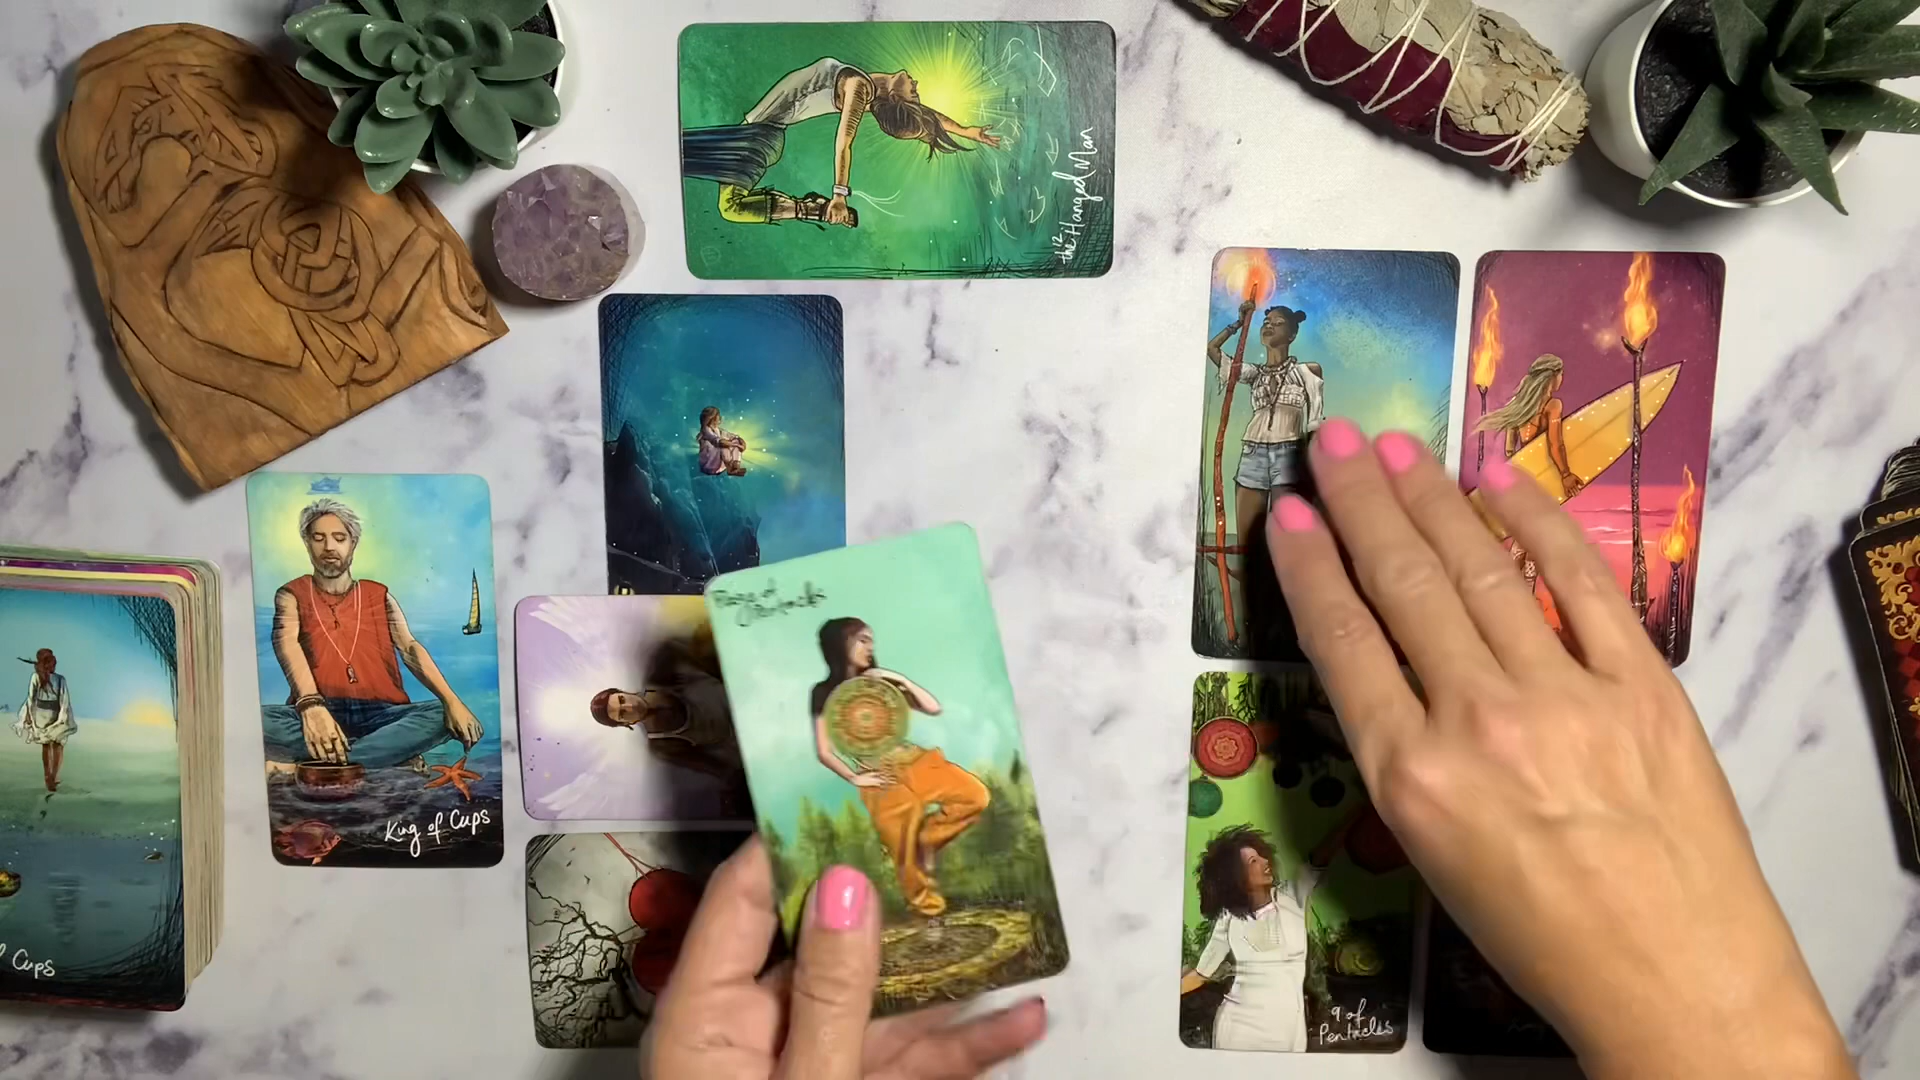 12
the Hanged Man
Page of
Pentacles
King of Cups
Cups
9 of
Pentacles